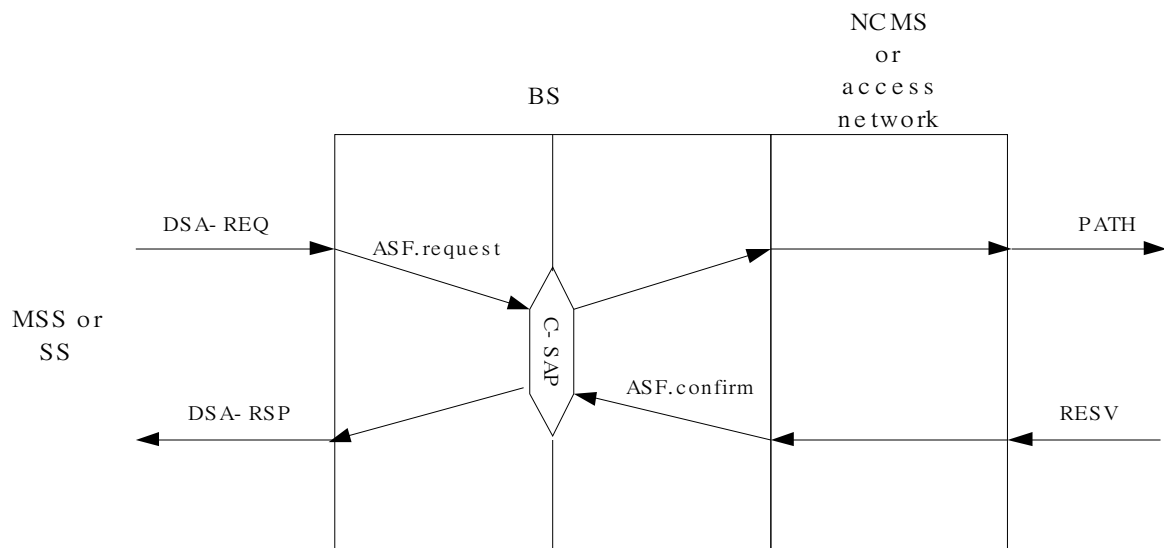 NCMS
or
access
network
BS
DSA- REQ
PATH
ASF.request
MSS or
SS
C- SAP
ASF.confirm
DSA- RSP
RESV